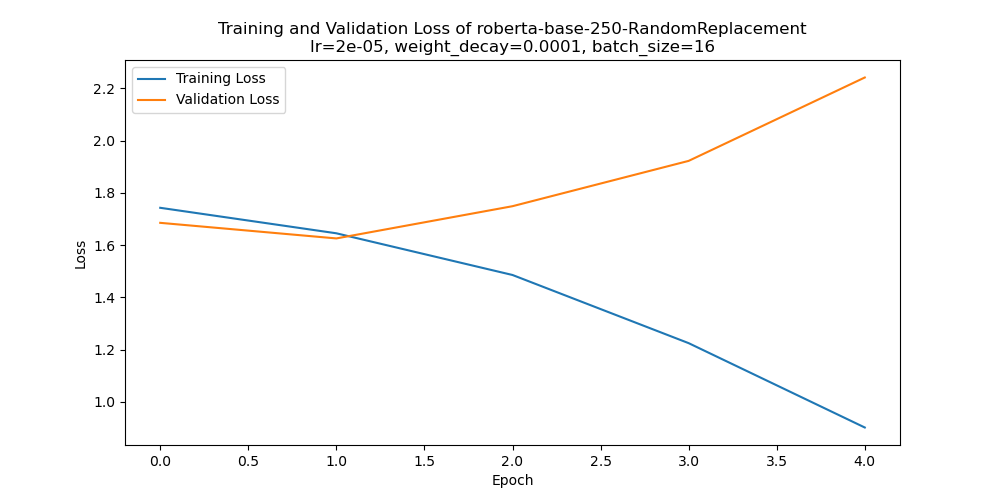 Training and Validation Loss of roberta-base-250-RandomReplacement
lr=2e-05, weight_decay=0.0001, batch_size=16
Training Loss
Validation Loss
2.2
2.0
1.8
1.6
1.4
1.2
1.0
Loss
0.0 0.5 1.0 1.5 2.0 2.5 3.0 3.5 4.0
Epoch